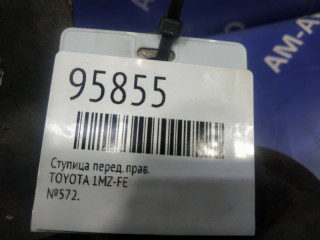 AM-A
95855
Ступица перед. прав.
TOYOTA 1MZ-FE
№572.